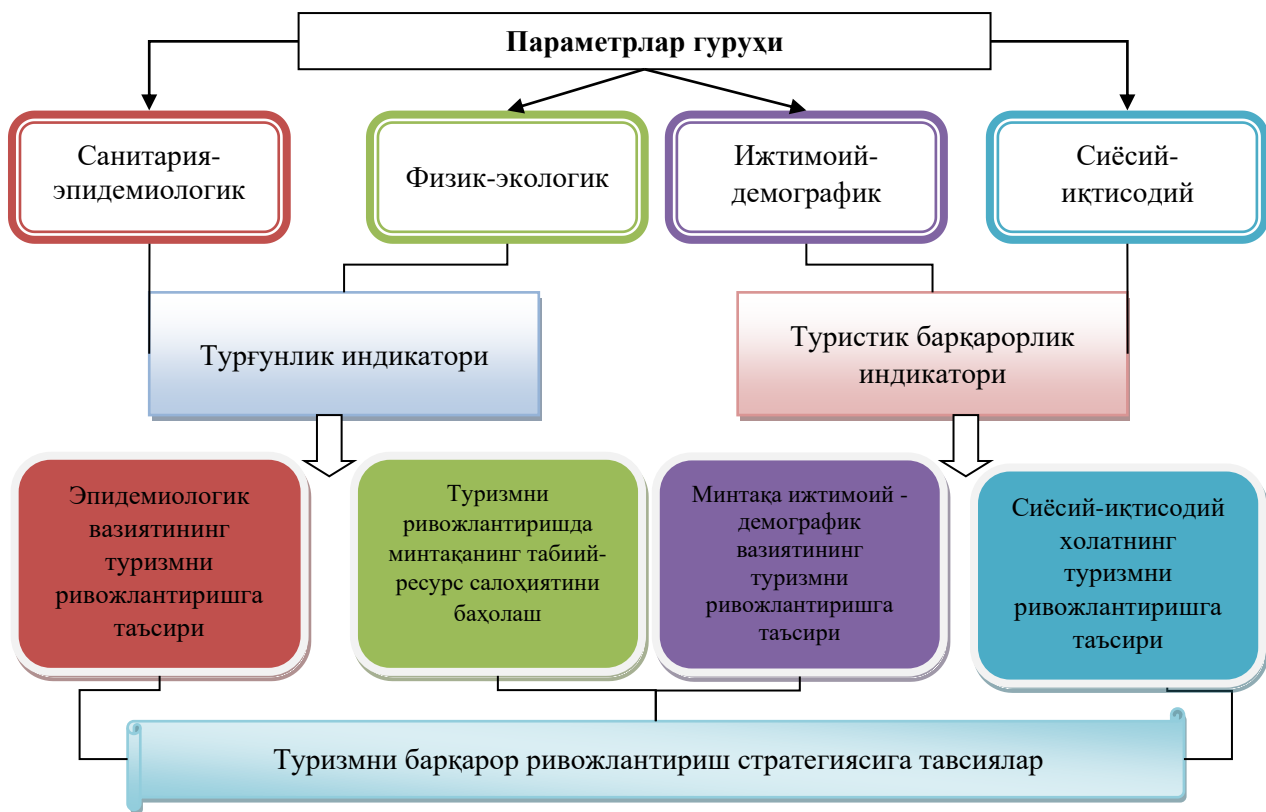 Параметрлар гуруҳи
Санитария-
эпидемиологик
Физик-экологик
Ижтимоий-
демографик
Сиёсий-
иқтисодий
Турғунлик индикатори
Туристик барқарорлик
индикатори
Эпидемиологик
вазиятининг
туризмни
ривожлантиришга
таъсири
Туризмни
ривожлантиришда
минтақанинг табиий-
ресурс салоҳиятини
баҳолаш
Минтақа ижтимоий -
демографик
вазиятининг
туризмни
ривожлантиришга
таъсири
Сиёсий-иқтисодий
холатнинг
туризмни
ривожлантиришга
таъсири
Туризмни барқарор ривожлантириш стратегиясига тавсиялар